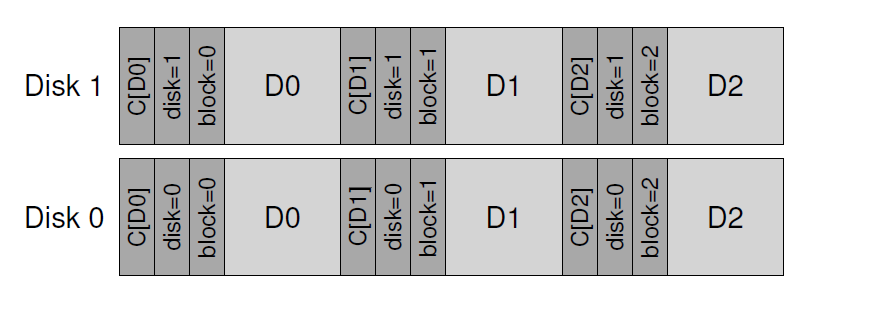 Disk 1 C[D0] disk=1 block=0 D0 C[D1] disk=1 block=1 D1 C[D2] disk=1 block=2 D2
Disk 0 C[D0] disk=0 block=0 D0 C[D1] disk=0 block=1 D1 C[D2] disk=0 block=2 D2